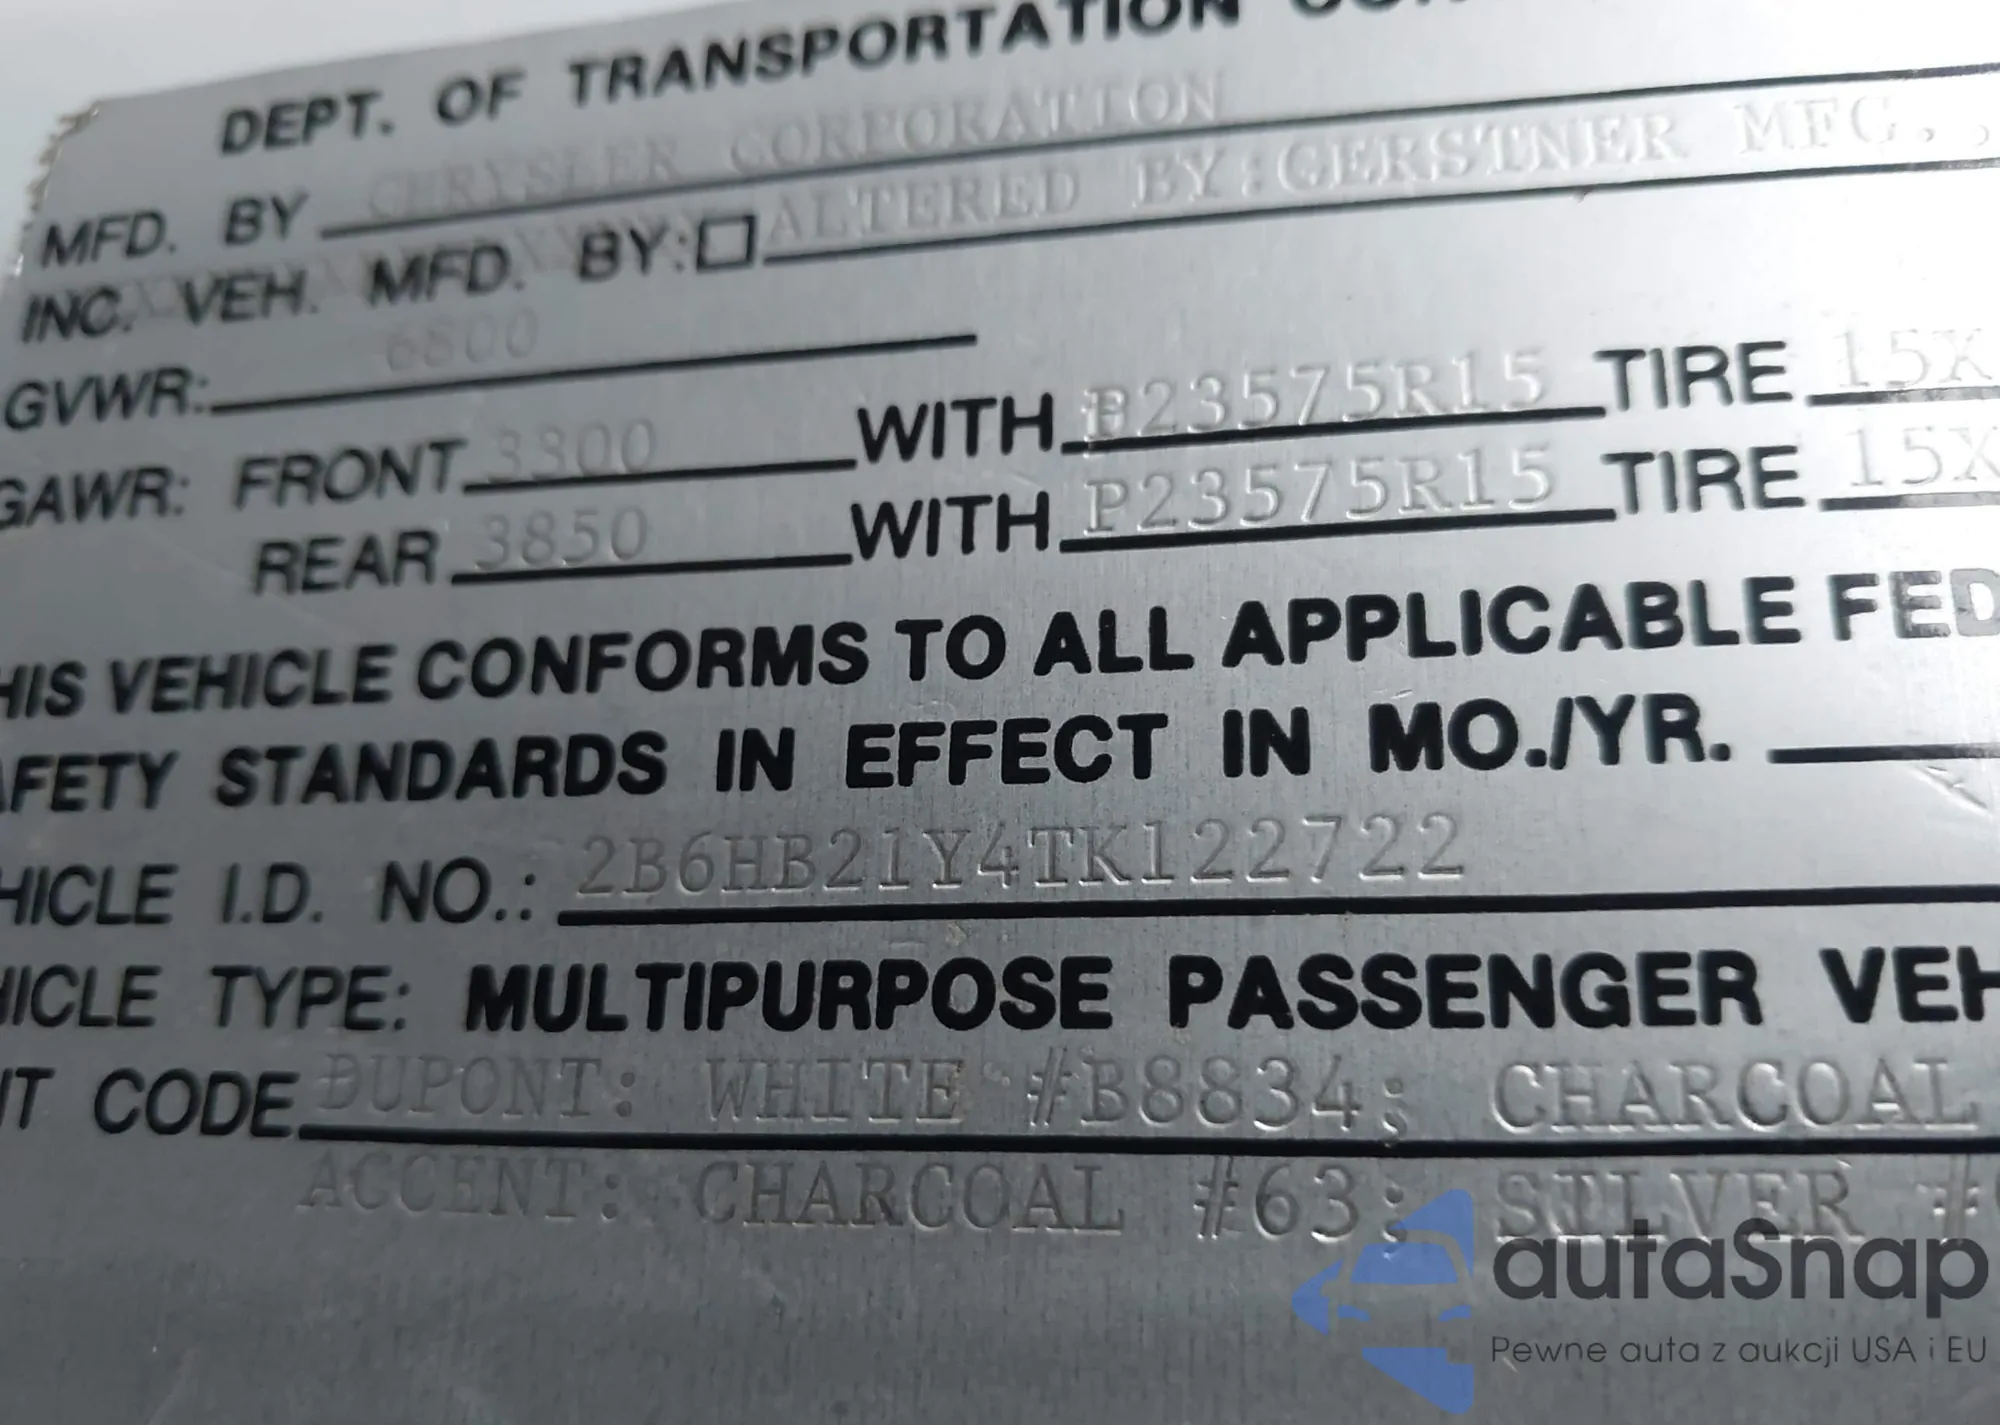 DEPT. OF TRANSPORTATION
MFD. BY CHRYSLER CORPORATION
INC. VEH. MFD. BY: ALTERED BY:GERSTNER MFG.,
GVWR: 6800
GAWR: FRONT 3300 WITH P23575R15 TIRE 15X
REAR 3850 WITH P23575R15 TIRE 15X
HIS VEHICLE CONFORMS TO ALL APPLICABLE FED
AFETY STANDARDS IN EFFECT IN MO./YR.
HICLE I.D. NO.: 2B6HB21Y4TK122722
HICLE TYPE: MULTIPURPOSE PASSENGER VEH
NT CODE DUPONT: WHITE #B8834; CHARCOAL
ACCENT: CHARCOAL #63; SILVER #
autaSnap
Pewne auta z aukcji USA i EU